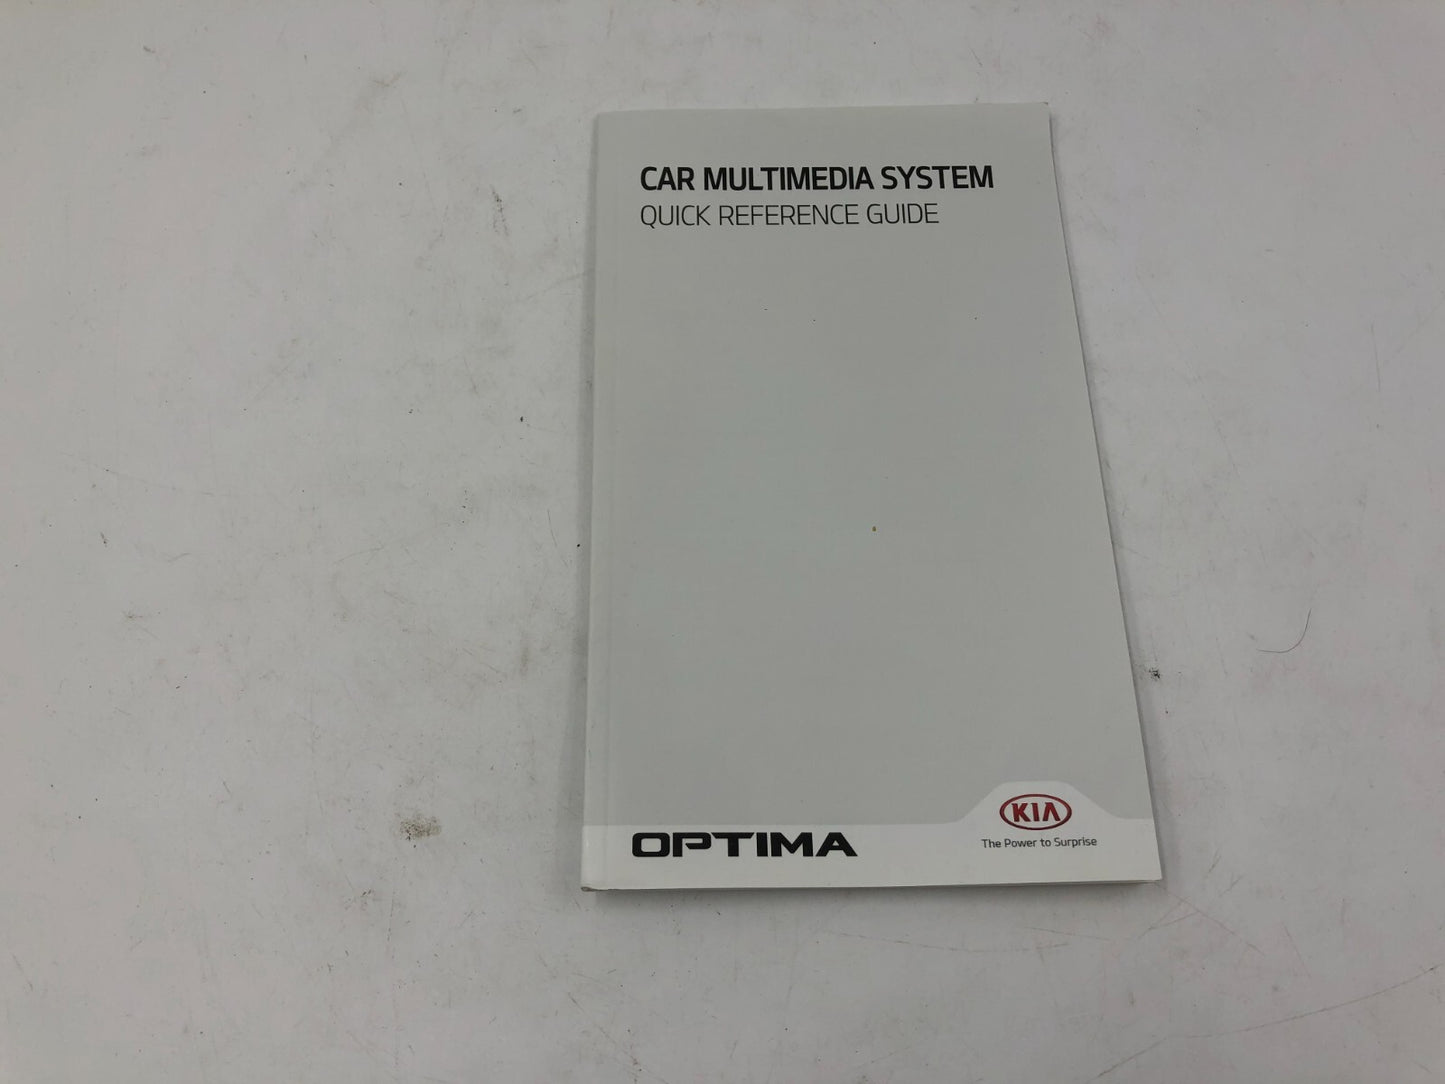 CAR MULTIMEDIA SYSTEM
QUICK REFERENCE GUIDE
OPTIMA
KIA
The Power to Surprise